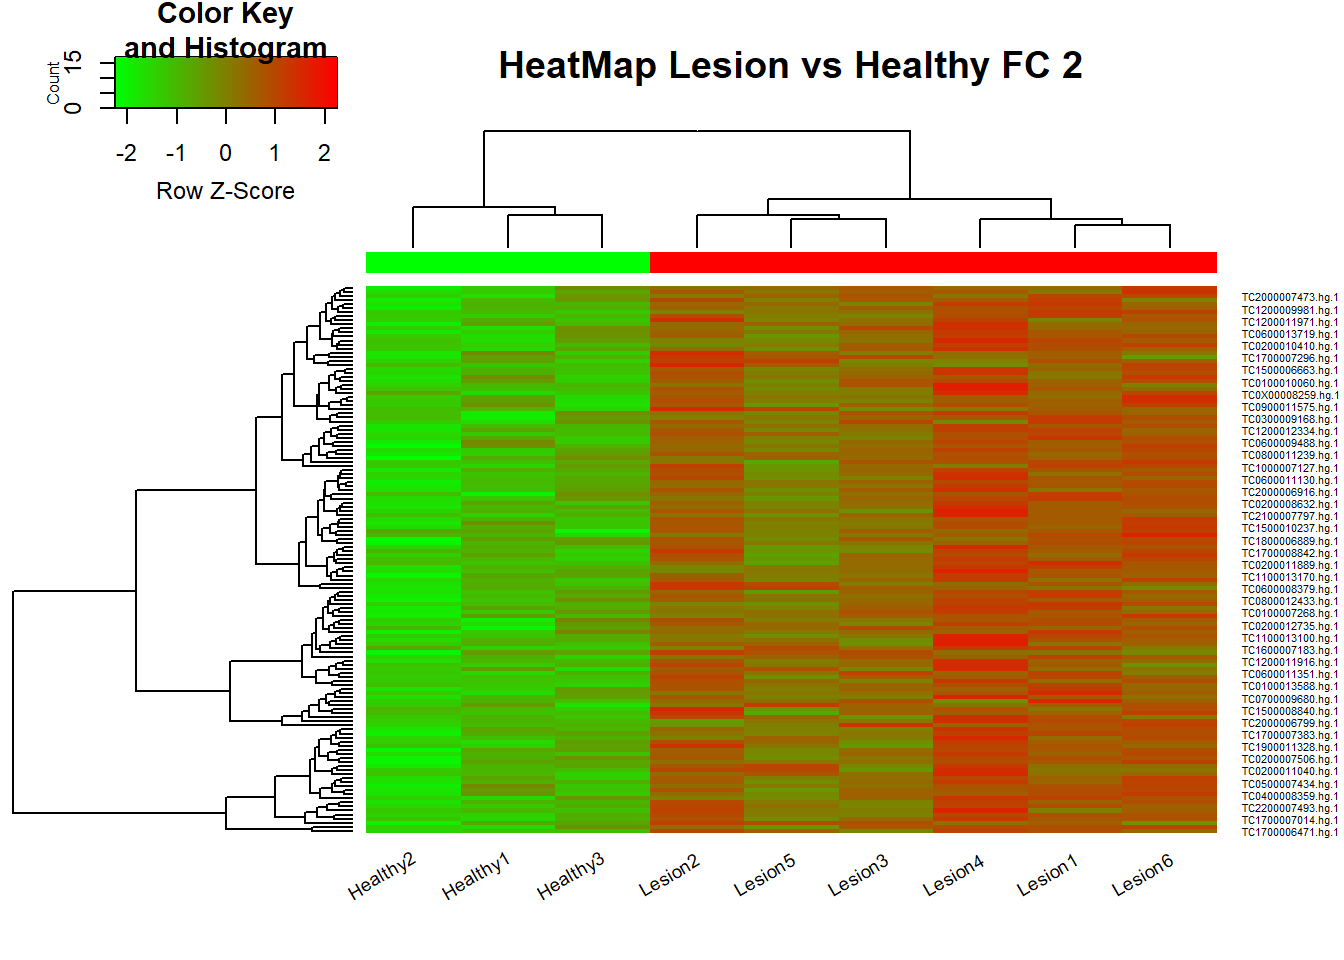 Color Key
and Histogram
HeatMap Lesion vs Healthy FC 2
Count
0 15
-2 -1 0 1 2
Row Z-Score
TC2000007473.hg.1
TC1200009981.hg.1
TC1200011971.hg.1
TC0600013719.hg.1
TC0200010410.hg.1
TC1700007296.hg.1
TC1500006663.hg.1
TC0100010060.hg.1
TC0X00008259.hg.1
TC0900011575.hg.1
TC0300009168.hg.1
TC1200012334.hg.1
TC0600009488.hg.1
TC0800011239.hg.1
TC1000007127.hg.1
TC0600011130.hg.1
TC2000006916.hg.1
TC0200008632.hg.1
TC2100007797.hg.1
TC1500010237.hg.1
TC1800006889.hg.1
TC1700008842.hg.1
TC0200011889.hg.1
TC1100013170.hg.1
TC0600008379.hg.1
TC0800012433.hg.1
TC0100007268.hg.1
TC0200012735.hg.1
TC1100013100.hg.1
TC1600007183.hg.1
TC1200011916.hg.1
TC0600011351.hg.1
TC0100013588.hg.1
TC0700009680.hg.1
TC1500008840.hg.1
TC2000006799.hg.1
TC1700007383.hg.1
TC1900011328.hg.1
TC0200007506.hg.1
TC0200011040.hg.1
TC0500007434.hg.1
TC0400008359.hg.1
TC2200007493.hg.1
TC1700007014.hg.1
TC1700006471.hg.1
Healthy2 Healthy1 Healthy3 Lesion2 Lesion5 Lesion3 Lesion4 Lesion1 Lesion6